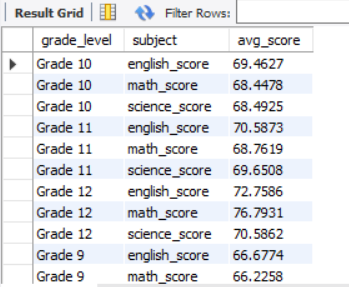 Result Grid Filter Rows:
grade_level subject avg_score
Grade 10 english_score 69.4627
Grade 10 math_score 68.4478
Grade 10 science_score 68.4925
Grade 11 english_score 70.5873
Grade 11 math_score 68.7619
Grade 11 science_score 69.6508
Grade 12 english_score 72.7586
Grade 12 math_score 76.7931
Grade 12 science_score 70.5862
Grade 9 english_score 66.6774
Grade 9 math_score 66.2258